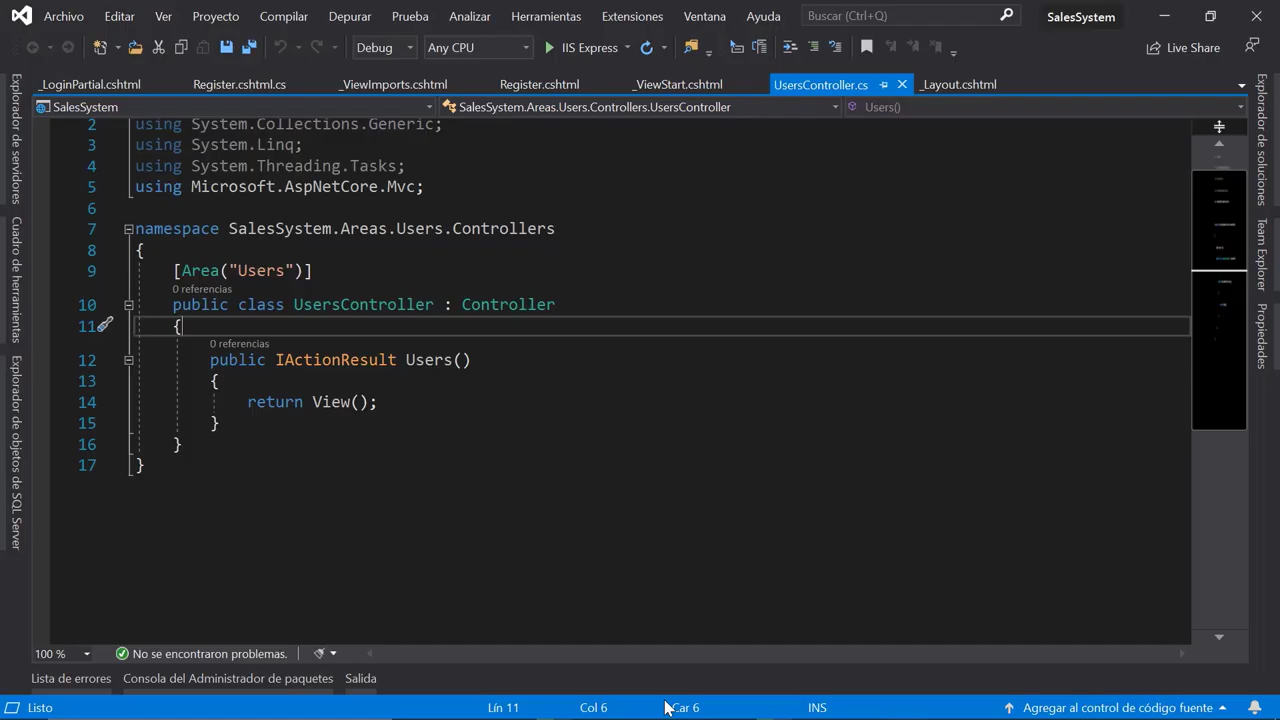 Archivo Editar Ver Proyecto Compilar Depurar Prueba Analizar Herramientas Extensiones Ventana Ayuda Buscar (Ctrl+Q) SalesSystem
Debug Any CPU IIS Express Live Share
_LoginPartial.cshtml Register.cshtml.cs _ViewImports.cshtml Register.cshtml _ViewStart.cshtml UsersController.cs _Layout.cshtml
SalesSystem SalesSystem.Areas.Users.Controllers.UsersController Users()
Explorador de servidores
Cuadro de herramientas
Explorador de objetos de SQL Server
2 using System.Collections.Generic;
3 using System.Linq;
4 using System.Threading.Tasks;
5 using Microsoft.AspNetCore.Mvc;
6
7 namespace SalesSystem.Areas.Users.Controllers
8 {
9 [Area("Users")]
0 referencias
10 public class UsersController : Controller
11 {
0 referencias
12 public IActionResult Users()
13 {
14 return View();
15 }
16 }
17 }
Explorador de soluciones
Team Explorer
Propiedades
100 % No se encontraron problemas.
Lista de errores Consola del Administrador de paquetes Salida
Listo Lín 11 Col 6 Car 6 INS Agregar al control de código fuente